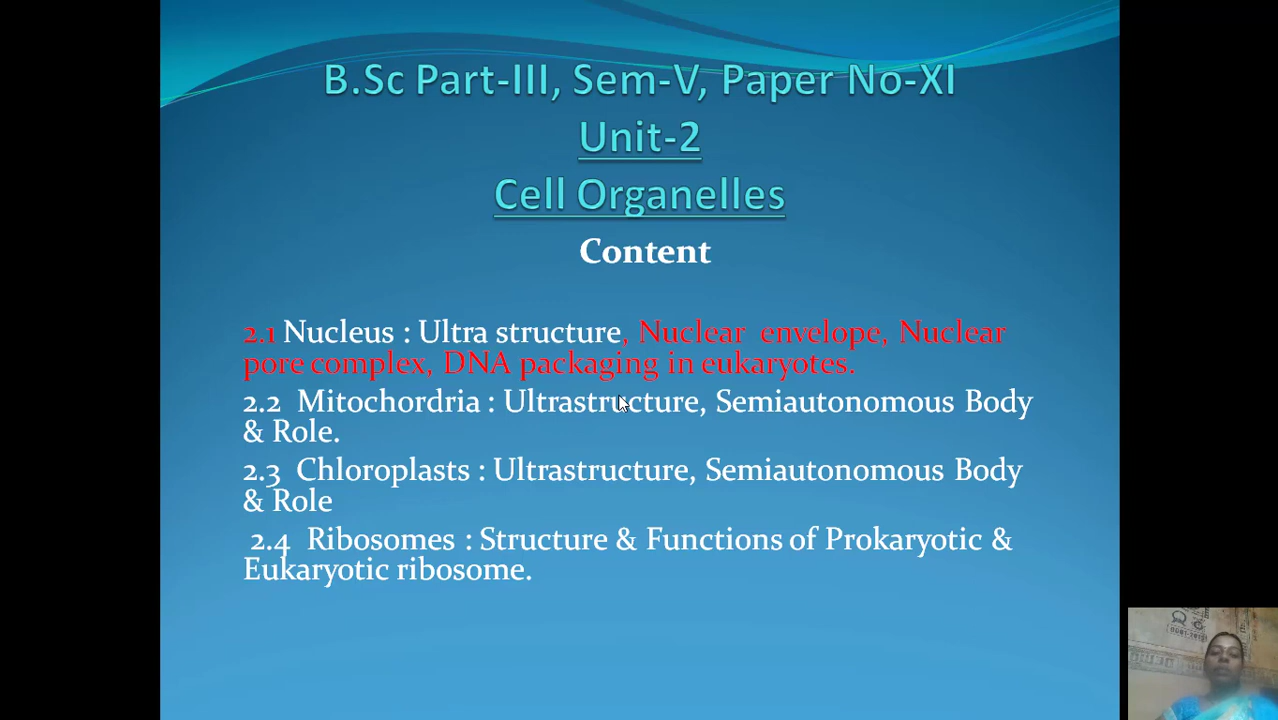 B.Sc Part-III, Sem-V, Paper No-XI
Unit-2
Cell Organelles
Content
2.1 Nucleus : Ultra structure, Nuclear envelope, Nuclear
pore complex, DNA packaging in eukaryotes.
2.2 Mitochordria : Ultrastructure, Semiautonomous Body
& Role.
2.3 Chloroplasts : Ultrastructure, Semiautonomous Body
& Role
2.4 Ribosomes : Structure & Functions of Prokaryotic &
Eukaryotic ribosome.